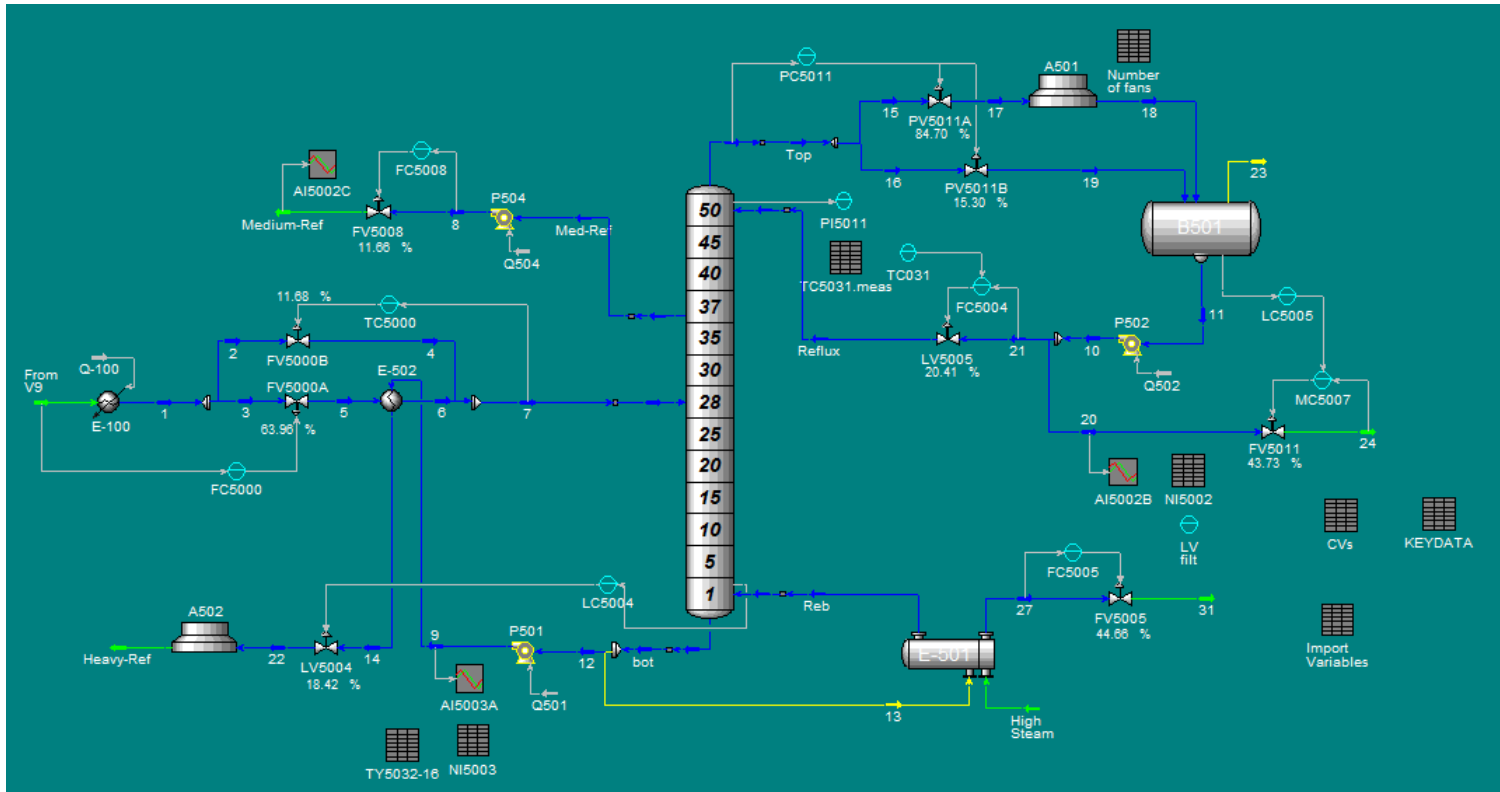 A501
Number
of fans
PC5011
15
17
18
PV5011A
84.70 %
Top
16
PV5011B
15.30 %
19
23
AI5002C
FC5008
P504
Medium-Ref
FV5008
11.66 %
8
Med-Ref
Q504
50
45
40
37
35
30
28
25
20
15
10
5
1
PI5011
B501
TC5031.meas
TC031
FC5004
LC5005
11
P502
Reflux
LV5005
20.41 %
21
10
Q502
MC5007
11.68 %
TC5000
2
FV5000B
4
Q-100
From
V9
E-100
1
3
FV5000A
63.96 %
5
E-502
6
7
FC5000
20
FV5011
43.73 %
24
AI5002B
NI5002
LV
filt
CVs
KEYDATA
FC5005
27
FV5005
44.66 %
31
Import
Variables
LC5004
Reb
A502
Heavy-Ref
22
LV5004
18.42 %
14
9
P501
12
bot
E-501
AI5003A
Q501
13
High
Steam
TY5032-16
NI5003